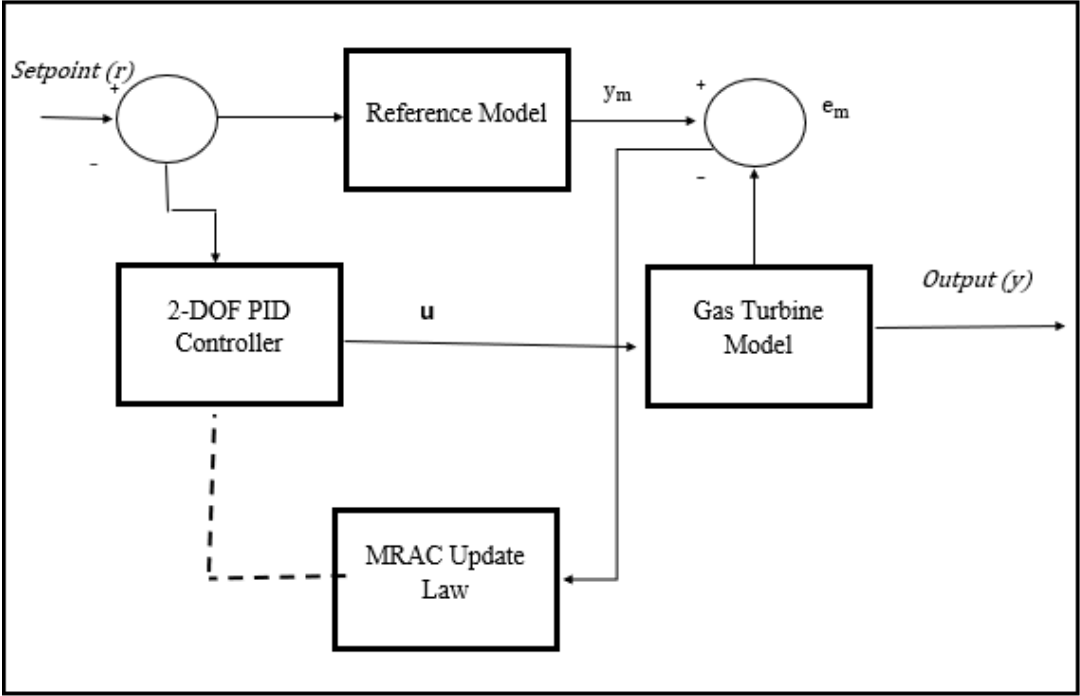 Setpoint (r)
+
-
Reference Model
ym
+
-
em
2-DOF PID
Controller
u
Gas Turbine
Model
Output (y)
MRAC Update
Law